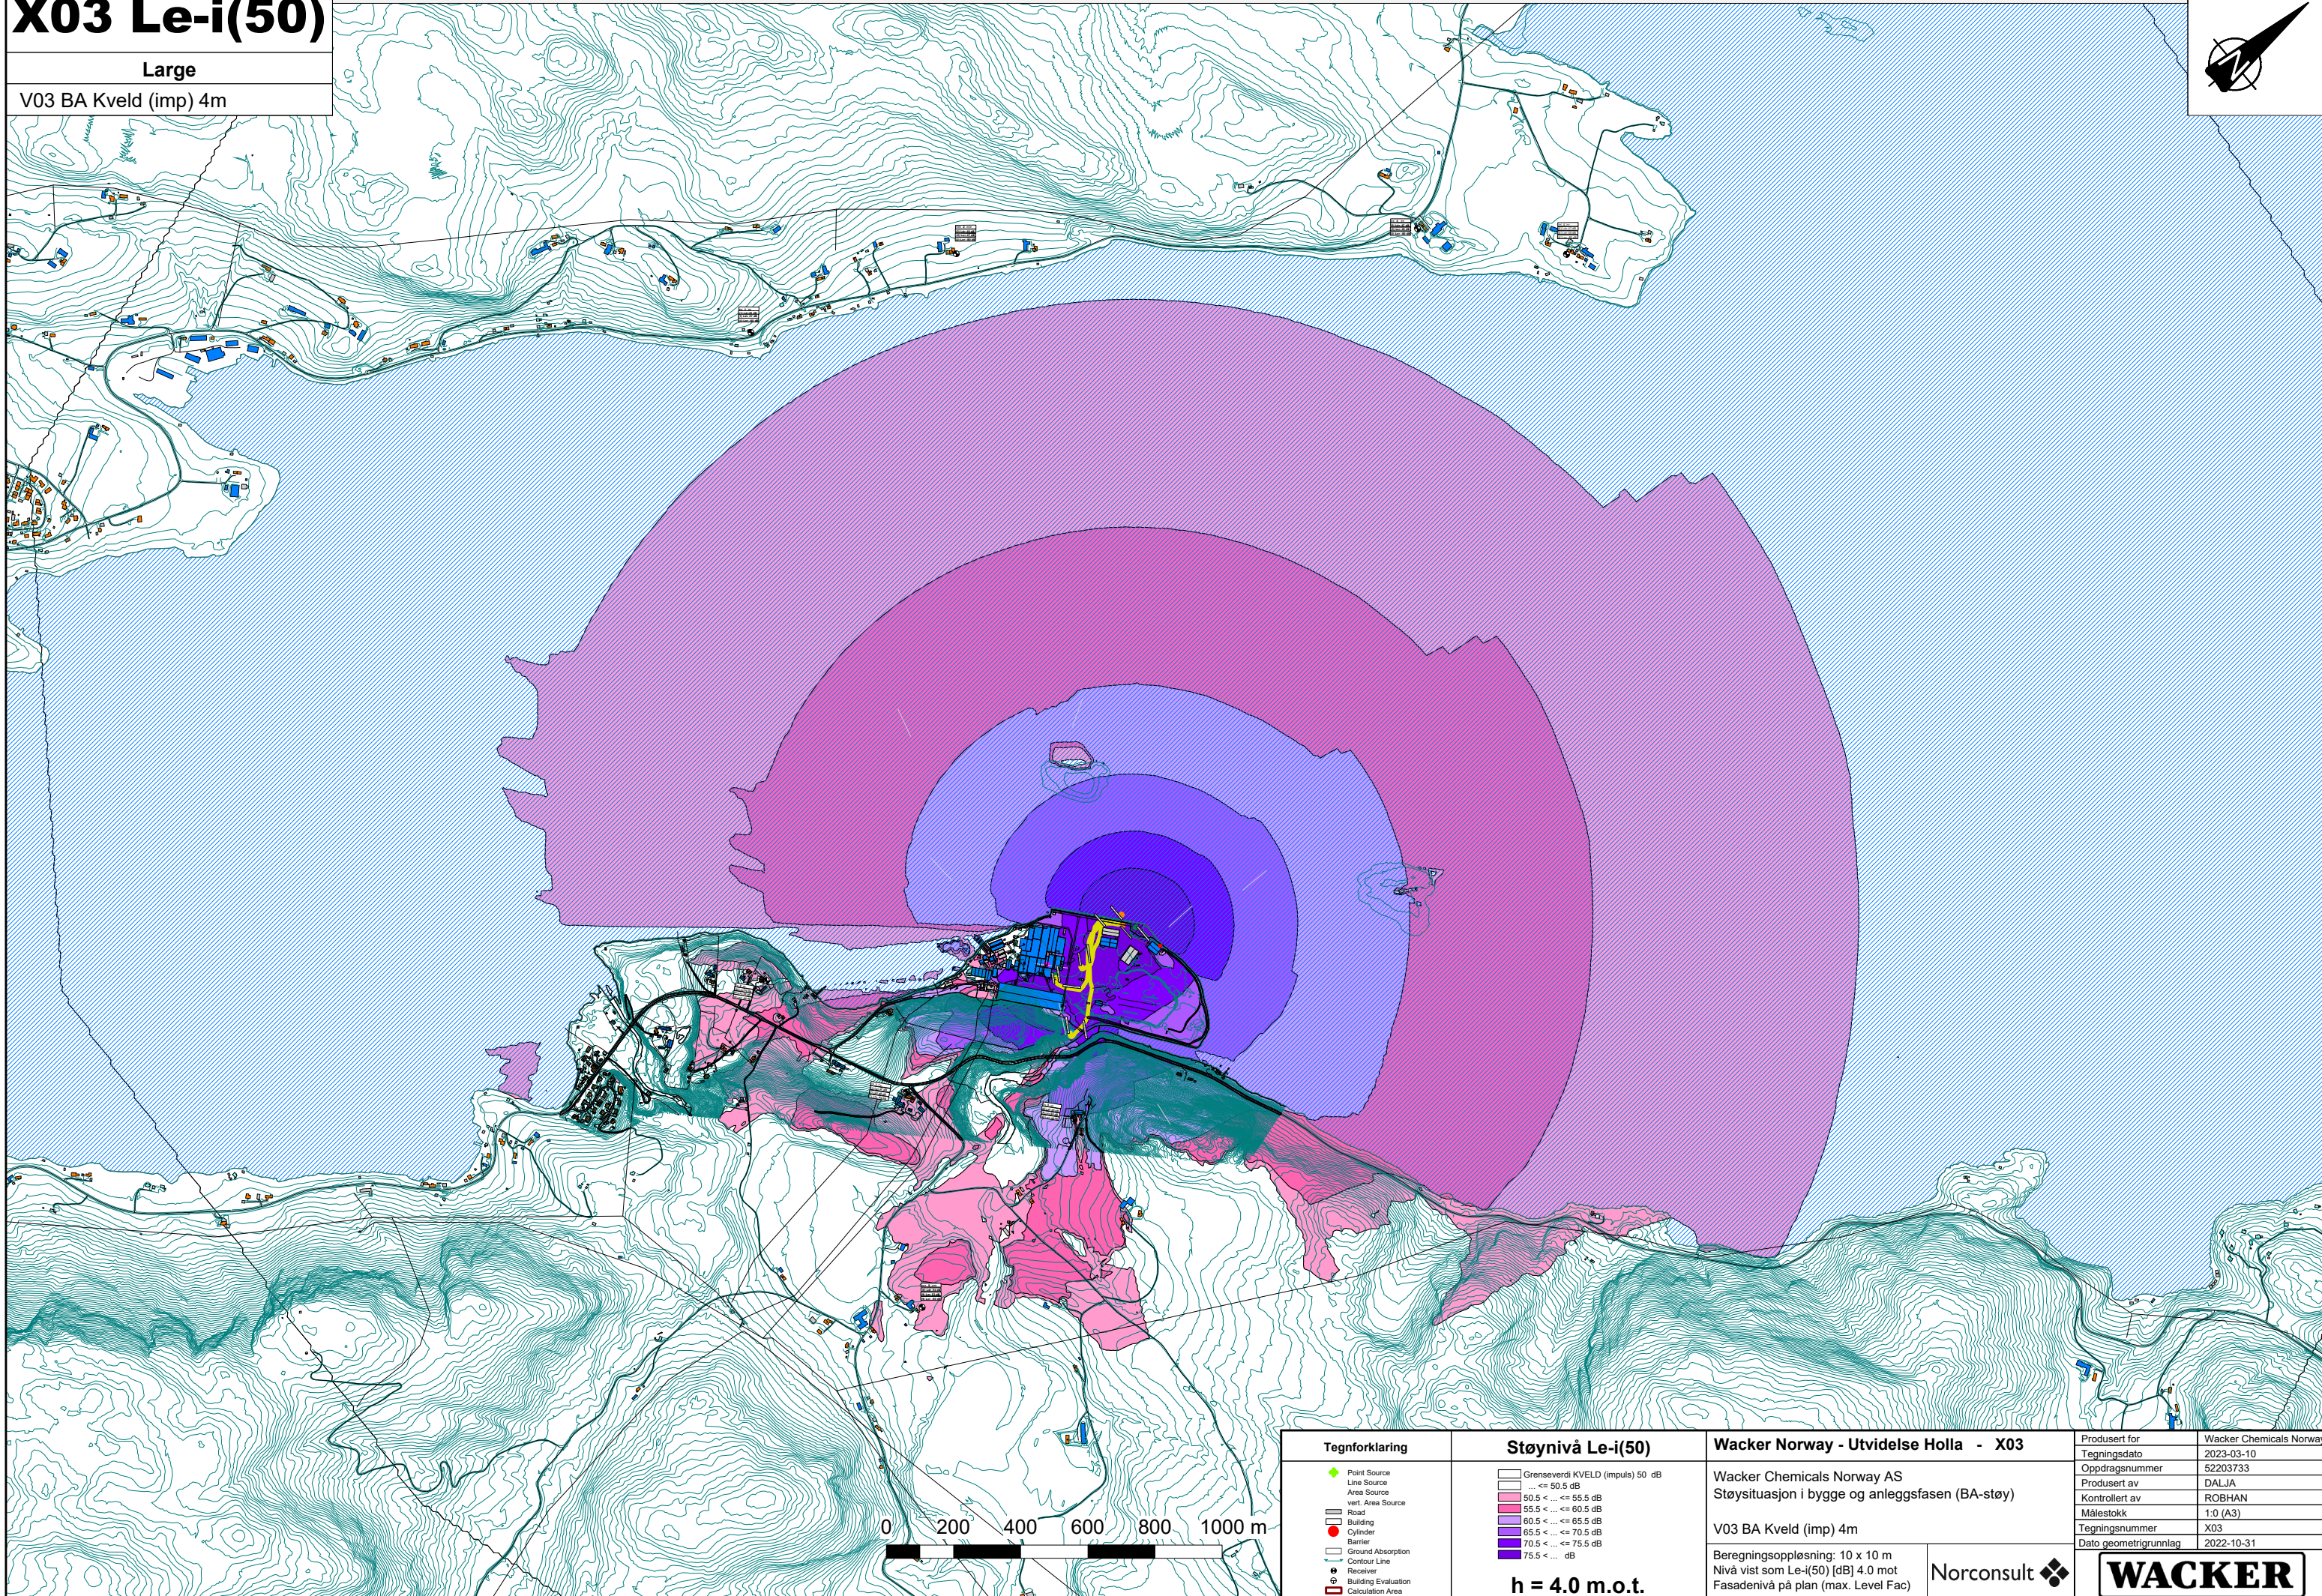 X03 Le-i(50)
Large
V03 BA Kveld (imp) 4m
0 200 400 600 800 1000 m
Tegnforklaring
Point Source
Line Source
Area Source
vert. Area Source
Road
Building
Cylinder
Barrier
Ground Absorption
Contour Line
Receiver
Building Evaluation
Calculation Area
Støynivå Le-i(50)
Grenseverdi KVELD (impuls) 50 dB
... <= 50.5 dB
50.5 < ... <= 55.5 dB
55.5 < ... <= 60.5 dB
60.5 < ... <= 65.5 dB
65.5 < ... <= 70.5 dB
70.5 < ... <= 75.5 dB
75.5 < ... dB
h = 4.0 m.o.t.
Wacker Norway - Utvidelse Holla - X03
Wacker Chemicals Norway AS
Støysituasjon i bygge og anleggsfasen (BA-støy)
V03 BA Kveld (imp) 4m
Beregningsoppløsning: 10 x 10 m
Nivå vist som Le-i(50) [dB] 4.0 mot
Fasadenivå på plan (max. Level Fac)
Norconsult
Produsert for Wacker Chemicals Norway
Tegningsdato 2023-03-10
Oppdragsnummer 52203733
Produsert av DALJA
Kontrollert av ROBHAN
Målestokk 1:0 (A3)
Tegningsnummer X03
Dato geometrigrunnlag 2022-10-31
WACKER